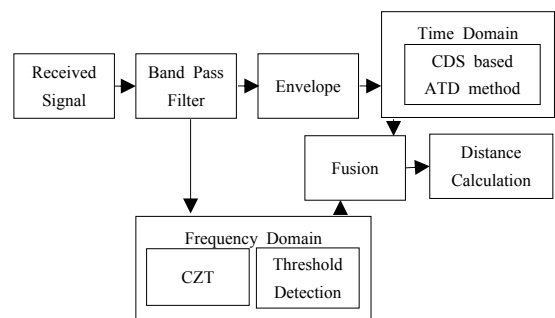 Received
Signal
Band Pass
Filter
Envelope
Time Domain
CDS based
ATD method
Fusion
Distance
Calculation
Frequency Domain
CZT
Threshold
Detection